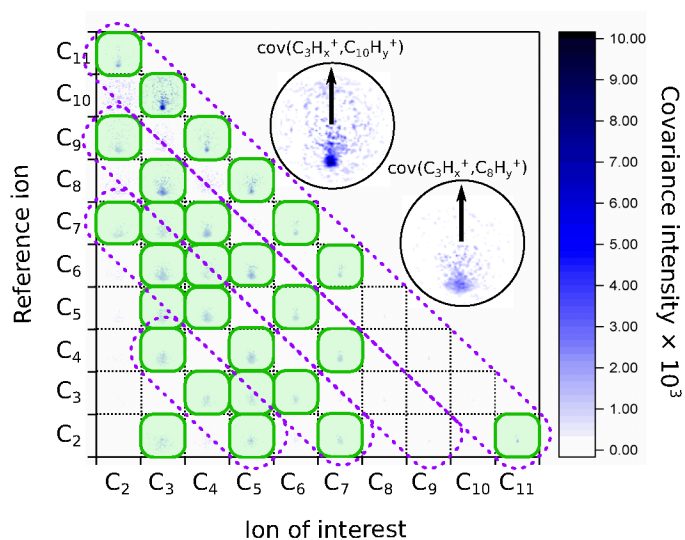 cov(C₃Hₓ⁺,C₁₀Hᵧ⁺)
cov(C₃Hₓ⁺,C₈Hᵧ⁺)
Reference ion
C₁₁
C₁₀
C₉
C₈
C₇
C₆
C₅
C₄
C₃
C₂
C₂ C₃ C₄ C₅ C₆ C₇ C₈ C₉ C₁₀ C₁₁
Ion of interest
10.00
9.00
8.00
7.00
6.00
5.00
4.00
3.00
2.00
1.00
0.00
Covariance intensity × 10³